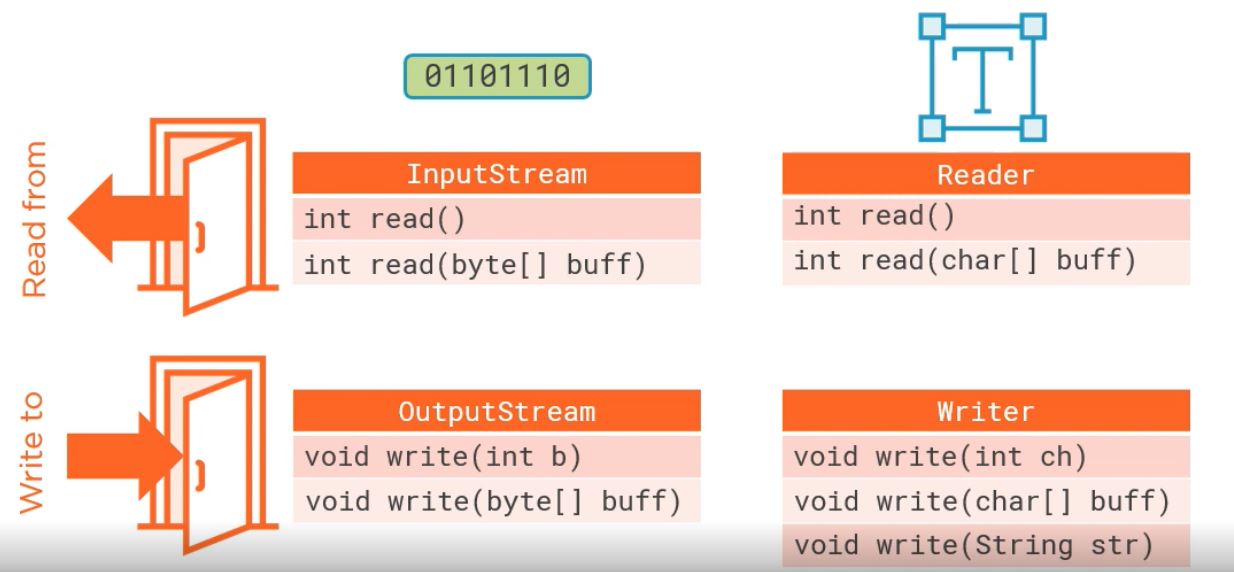 01101110
T
Read from
InputStream
int read()
int read(byte[] buff)
Reader
int read()
int read(char[] buff)
Write to
OutputStream
void write(int b)
void write(byte[] buff)
Writer
void write(int ch)
void write(char[] buff)
void write(String str)